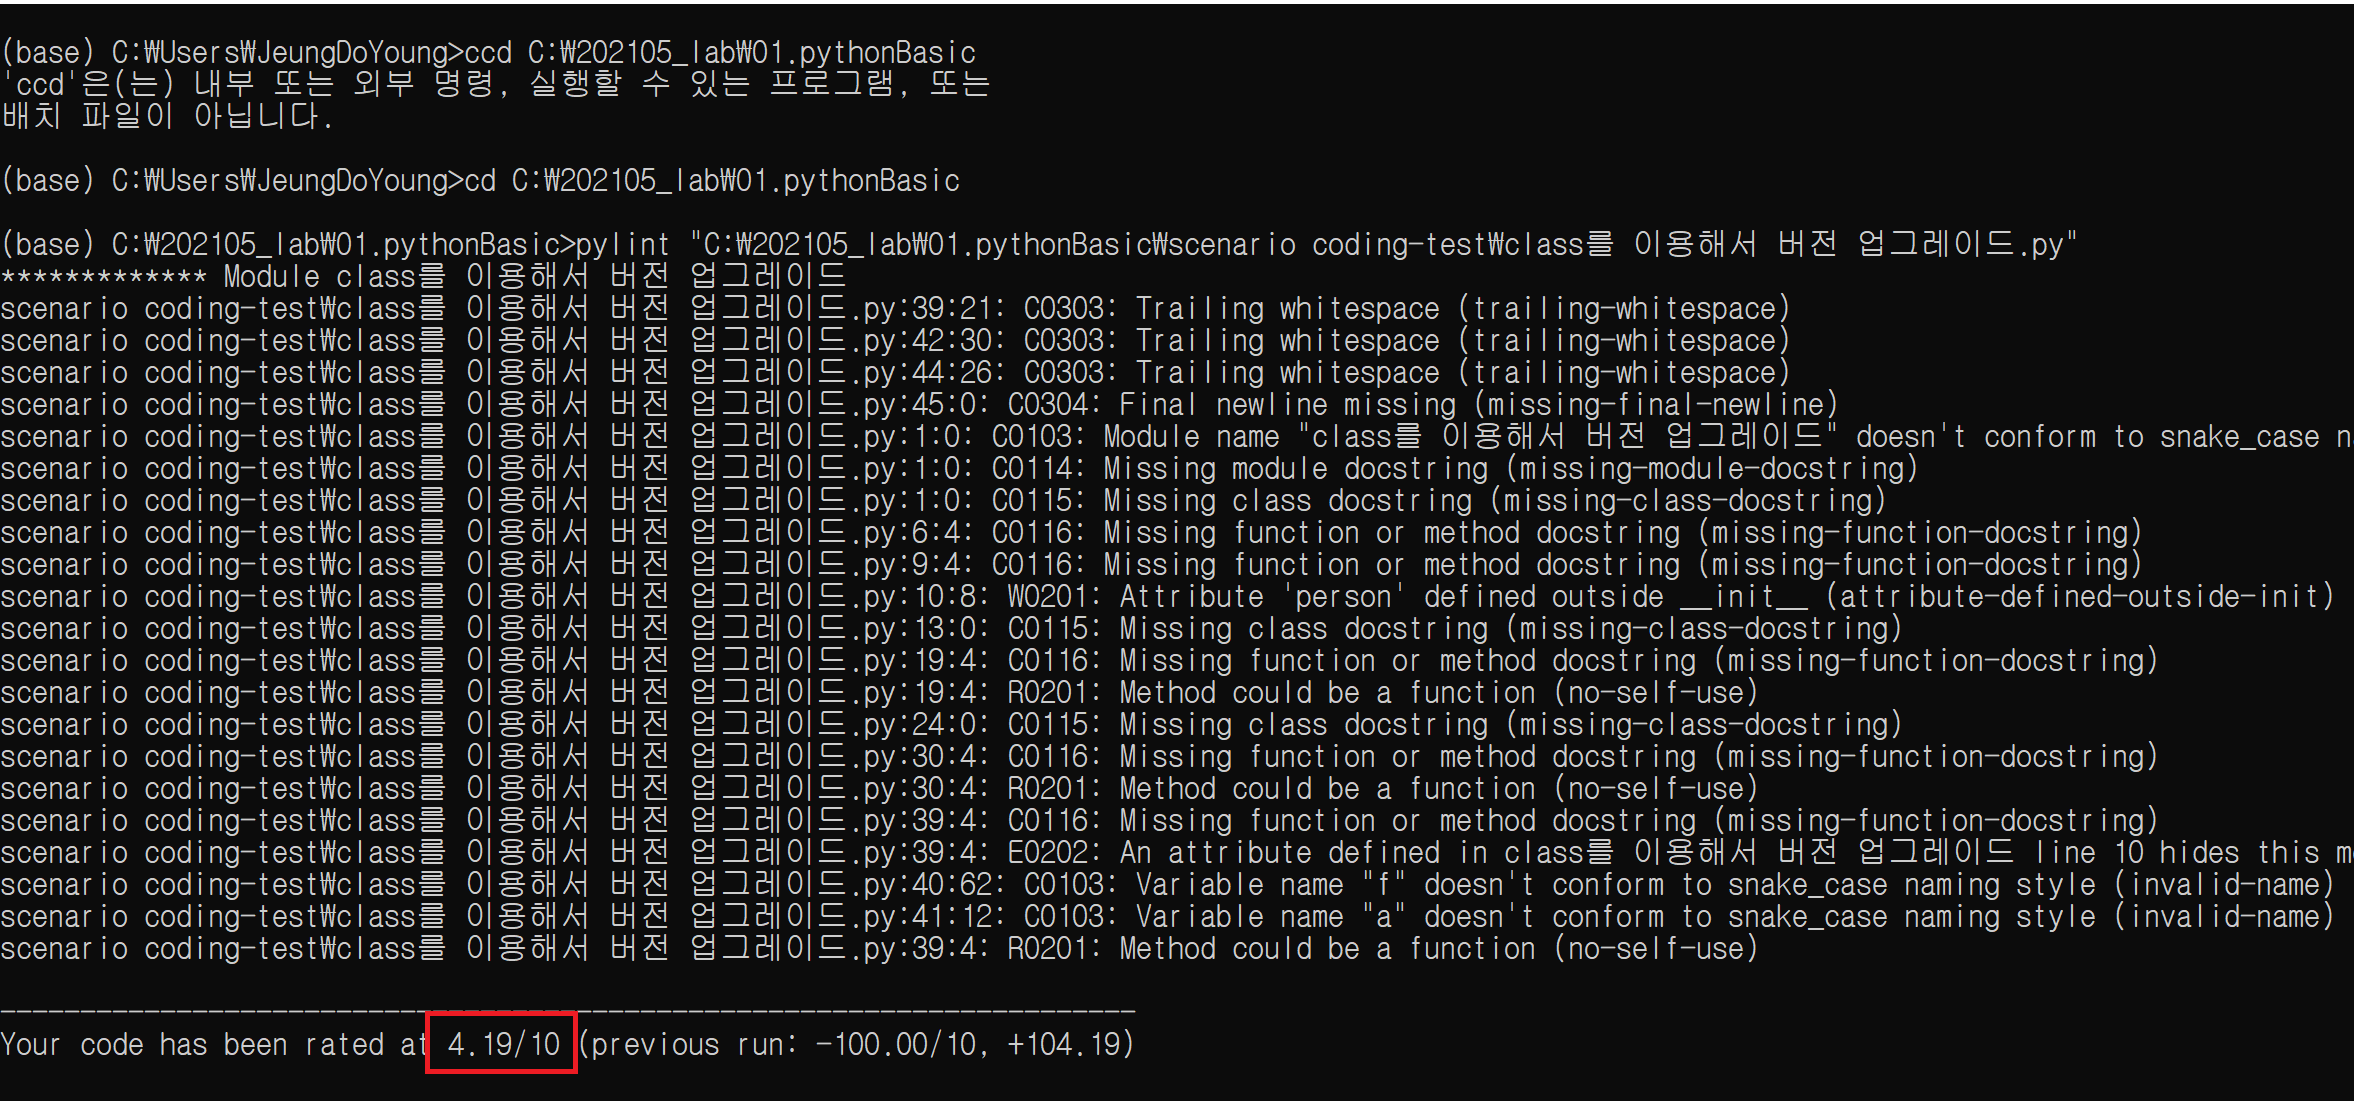 (base) C:₩Users₩JeungDoYoung>ccd C:₩202105_lab₩01.pythonBasic
'ccd'은(는) 내부 또는 외부 명령, 실행할 수 있는 프로그램, 또는
배치 파일이 아닙니다.
(base) C:₩Users₩JeungDoYoung>cd C:₩202105_lab₩01.pythonBasic
(base) C:₩202105_lab₩01.pythonBasic>pylint "C:₩202105_lab₩01.pythonBasic₩scenario coding-test₩class를 이용해서 버전 업그레이드.py"
************* Module class를 이용해서 버전 업그레이드
scenario coding-test₩class를 이용해서 버전 업그레이드.py:39:21: C0303: Trailing whitespace (trailing-whitespace)
scenario coding-test₩class를 이용해서 버전 업그레이드.py:42:30: C0303: Trailing whitespace (trailing-whitespace)
scenario coding-test₩class를 이용해서 버전 업그레이드.py:44:26: C0303: Trailing whitespace (trailing-whitespace)
scenario coding-test₩class를 이용해서 버전 업그레이드.py:45:0: C0304: Final newline missing (missing-final-newline)
scenario coding-test₩class를 이용해서 버전 업그레이드.py:1:0: C0103: Module name "class를 이용해서 버전 업그레이드" doesn't conform to snake_case n
scenario coding-test₩class를 이용해서 버전 업그레이드.py:1:0: C0114: Missing module docstring (missing-module-docstring)
scenario coding-test₩class를 이용해서 버전 업그레이드.py:1:0: C0115: Missing class docstring (missing-class-docstring)
scenario coding-test₩class를 이용해서 버전 업그레이드.py:6:4: C0116: Missing function or method docstring (missing-function-docstring)
scenario coding-test₩class를 이용해서 버전 업그레이드.py:9:4: C0116: Missing function or method docstring (missing-function-docstring)
scenario coding-test₩class를 이용해서 버전 업그레이드.py:10:8: W0201: Attribute 'person' defined outside __init__ (attribute-defined-outside-init)
scenario coding-test₩class를 이용해서 버전 업그레이드.py:13:0: C0115: Missing class docstring (missing-class-docstring)
scenario coding-test₩class를 이용해서 버전 업그레이드.py:19:4: C0116: Missing function or method docstring (missing-function-docstring)
scenario coding-test₩class를 이용해서 버전 업그레이드.py:19:4: R0201: Method could be a function (no-self-use)
scenario coding-test₩class를 이용해서 버전 업그레이드.py:24:0: C0115: Missing class docstring (missing-class-docstring)
scenario coding-test₩class를 이용해서 버전 업그레이드.py:30:4: C0116: Missing function or method docstring (missing-function-docstring)
scenario coding-test₩class를 이용해서 버전 업그레이드.py:30:4: R0201: Method could be a function (no-self-use)
scenario coding-test₩class를 이용해서 버전 업그레이드.py:39:4: C0116: Missing function or method docstring (missing-function-docstring)
scenario coding-test₩class를 이용해서 버전 업그레이드.py:39:4: E0202: An attribute defined in class를 이용해서 버전 업그레이드 line 10 hides this m
scenario coding-test₩class를 이용해서 버전 업그레이드.py:40:62: C0103: Variable name "f" doesn't conform to snake_case naming style (invalid-name)
scenario coding-test₩class를 이용해서 버전 업그레이드.py:41:12: C0103: Variable name "a" doesn't conform to snake_case naming style (invalid-name)
scenario coding-test₩class를 이용해서 버전 업그레이드.py:39:4: R0201: Method could be a function (no-self-use)
-----------------------------------------------------------------------
Your code has been rated at 4.19/10 (previous run: -100.00/10, +104.19)